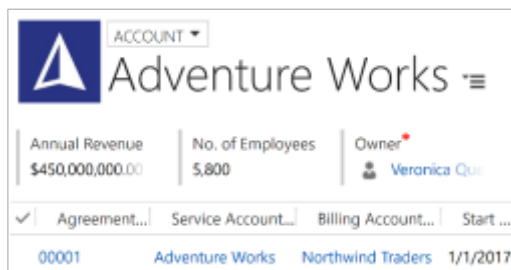 ACCOUNT
Adventure Works
Annual Revenue No. of Employees Owner*
$450,000,000.00 5,800 Veronica
Agreement... Service Account... Billing Account... Start ...
00001 Adventure Works Northwind Traders 1/1/2017